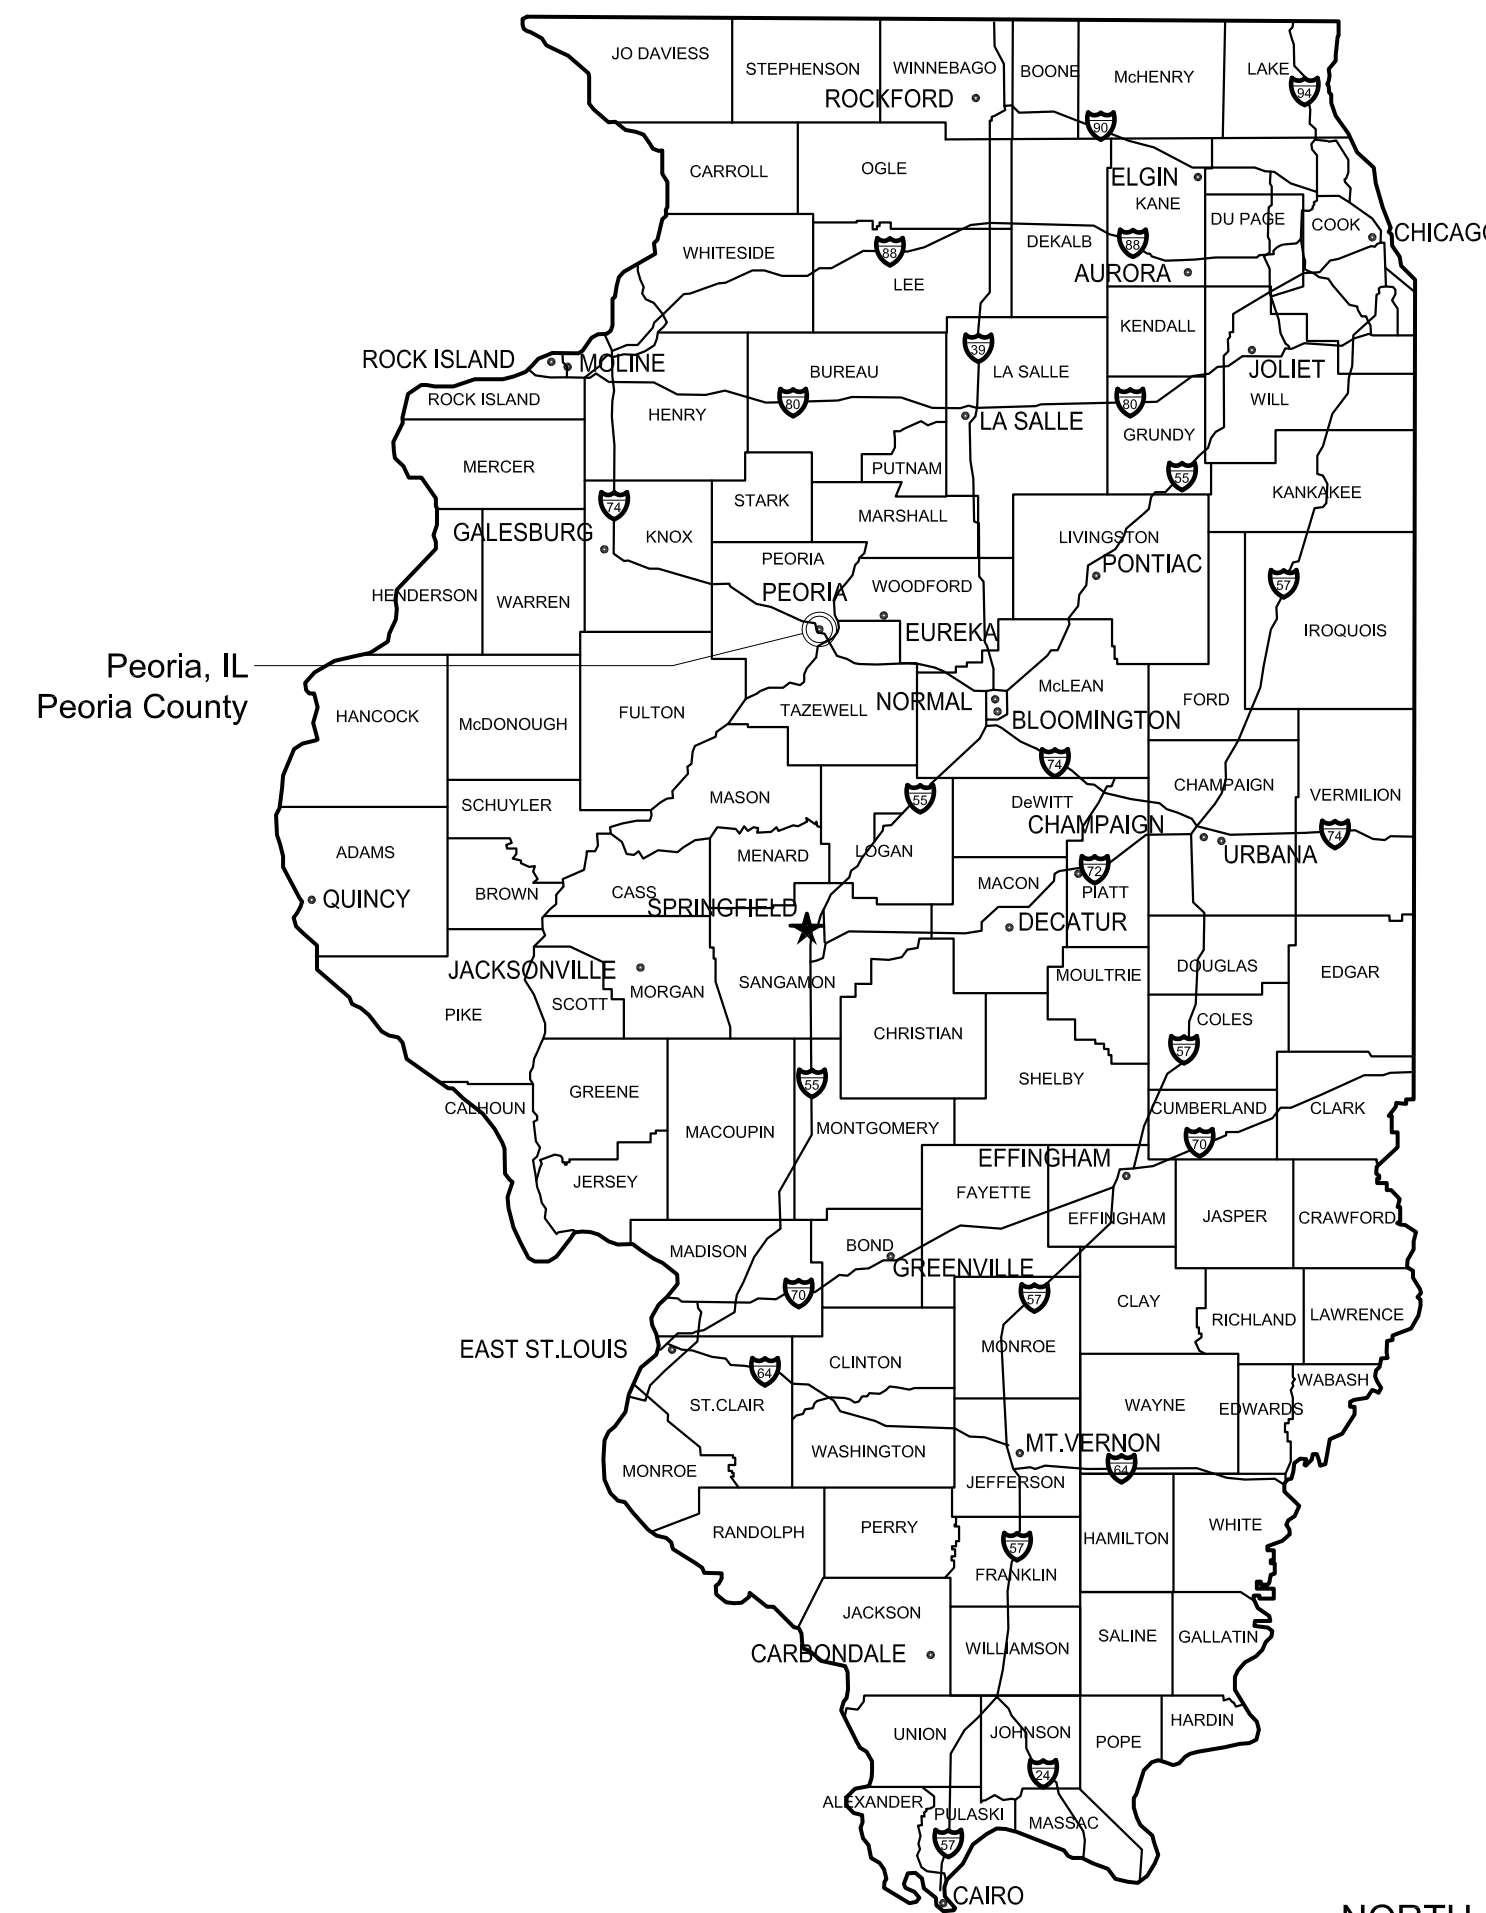 JO DAVIESS
STEPHENSON
WINNEBAGO
BOONE
McHENRY
LAKE
ROCKFORD
94
90
CARROLL
OGLE
ELGIN
KANE
DU PAGE
COOK
CHICAGO
WHITESIDE
88
LEE
DEKALB
88
AURORA
KENDALL
ROCK ISLAND
MOLINE
39
BUREAU
LA SALLE
JOLIET
ROCK ISLAND
HENRY
80
LA SALLE
80
WILL
GRUNDY
MERCER
PUTNAM
55
KANKAKEE
74
STARK
MARSHALL
GALESBURG
KNOX
LIVINGSTON
PEORIA
PONTIAC
HENDERSON
WARREN
PEORIA
WOODFORD
57
EUREKA
IROQUOIS
Peoria, IL
Peoria County
HANCOCK
McDONOUGH
FULTON
TAZEWELL
NORMAL
McLEAN
BLOOMINGTON
FORD
74
SCHUYLER
MASON
55
DeWITT
CHAMPAIGN
VERMILION
CHAMPAIGN
74
ADAMS
MENARD
LOGAN
URBANA
QUINCY
BROWN
CASS
MACON
72
PIATT
SPRINGFIELD
DECATUR
JACKSONVILLE
SCOTT
MORGAN
SANGAMON
MOULTRIE
DOUGLAS
EDGAR
PIKE
CHRISTIAN
COLES
57
CALHOUN
GREENE
55
SHELBY
CUMBERLAND
CLARK
MACOUPIN
MONTGOMERY
70
JERSEY
EFFINGHAM
FAYETTE
EFFINGHAM
JASPER
CRAWFORD
MADISON
BOND
GREENVILLE
70
57
CLAY
RICHLAND
LAWRENCE
EAST ST.LOUIS
64
CLINTON
MONROE
WABASH
ST.CLAIR
WAYNE
EDWARDS
MONROE
WASHINGTON
MT.VERNON
64
JEFFERSON
RANDOLPH
PERRY
57
HAMILTON
WHITE
FRANKLIN
JACKSON
CARBONDALE
WILLIAMSON
SALINE
GALLATIN
UNION
JOHNSON
POPE
HARDIN
24
ALEXANDER
PULASKI
MASSAC
57
CAIRO
NORTH